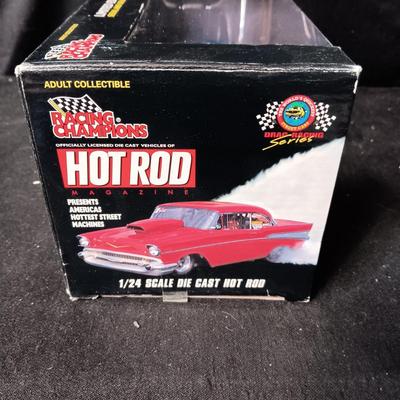 ADULT COLLECTIBLE
RACING
CHAMPIONS
OFFICIALLY LICENSED DIE CAST VEHICLES OF
HOT ROD
MAGAZINE
PRESENTS
AMERICAS
HOTTEST STREET
MACHINES
DRAG RACING
Series
1/24 SCALE DIE CAST HOT ROD